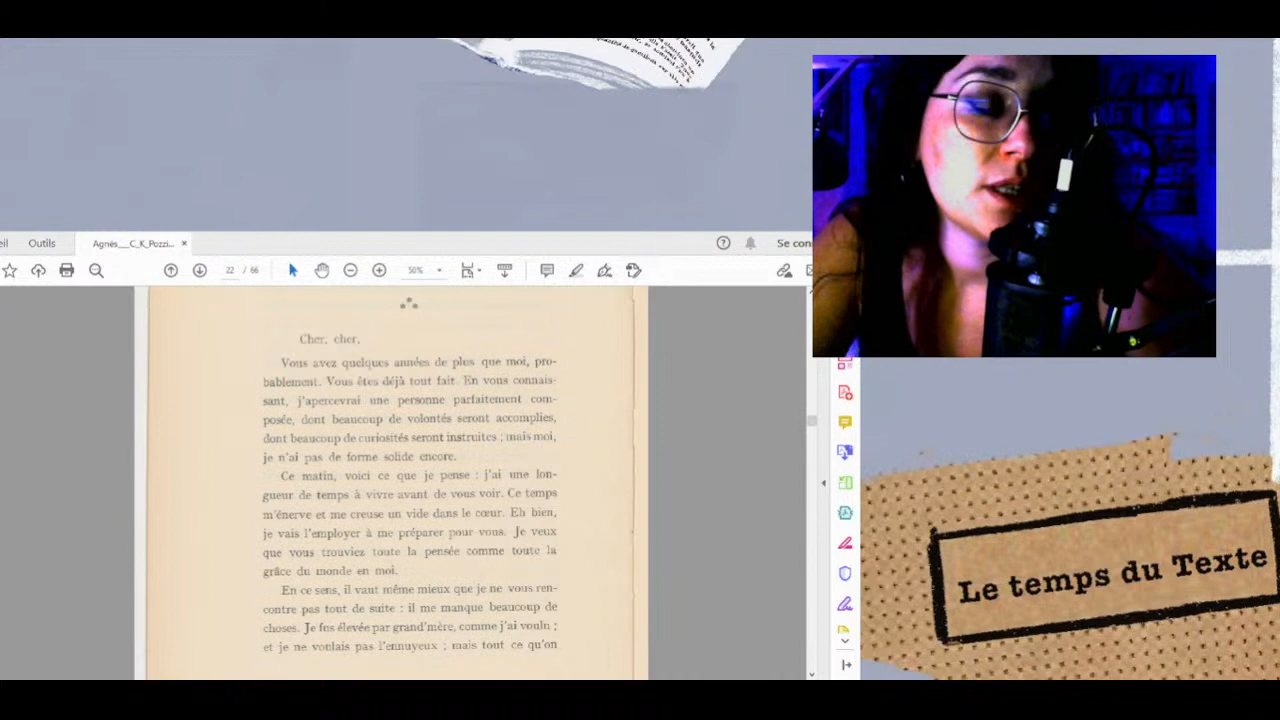 Outils
Agnès__C_K_Pozzi...
Se con
22 / 66
50%
Cher, cher,
Vous avez quelques années de plus que moi, pro-
bablement. Vous êtes déjà tout fait. En vous connais-
sant, j'apercevrai une personne parfaitement com-
posée, dont beaucoup de volontés seront accomplies,
dont beaucoup de curiosités seront instruites ; mais moi,
je n'ai pas de forme solide encore.
Ce matin, voici ce que je pense : j'ai une lon-
gueur de temps à vivre avant de vous voir. Ce temps
m'énerve et me creuse un vide dans le cœur. Eh bien,
je vais l'employer à me préparer pour vous. Je veux
que vous trouviez toute la pensée comme toute la
grâce du monde en moi.
En ce sens, il vaut même mieux que je ne vous ren-
contre pas tout de suite : il me manque beaucoup de
choses. Je fus élevée par grand'mère, comme j'ai voulu ;
et je ne voulais pas l'ennuyeux ; mais tout ce qu'on
Le temps du Texte